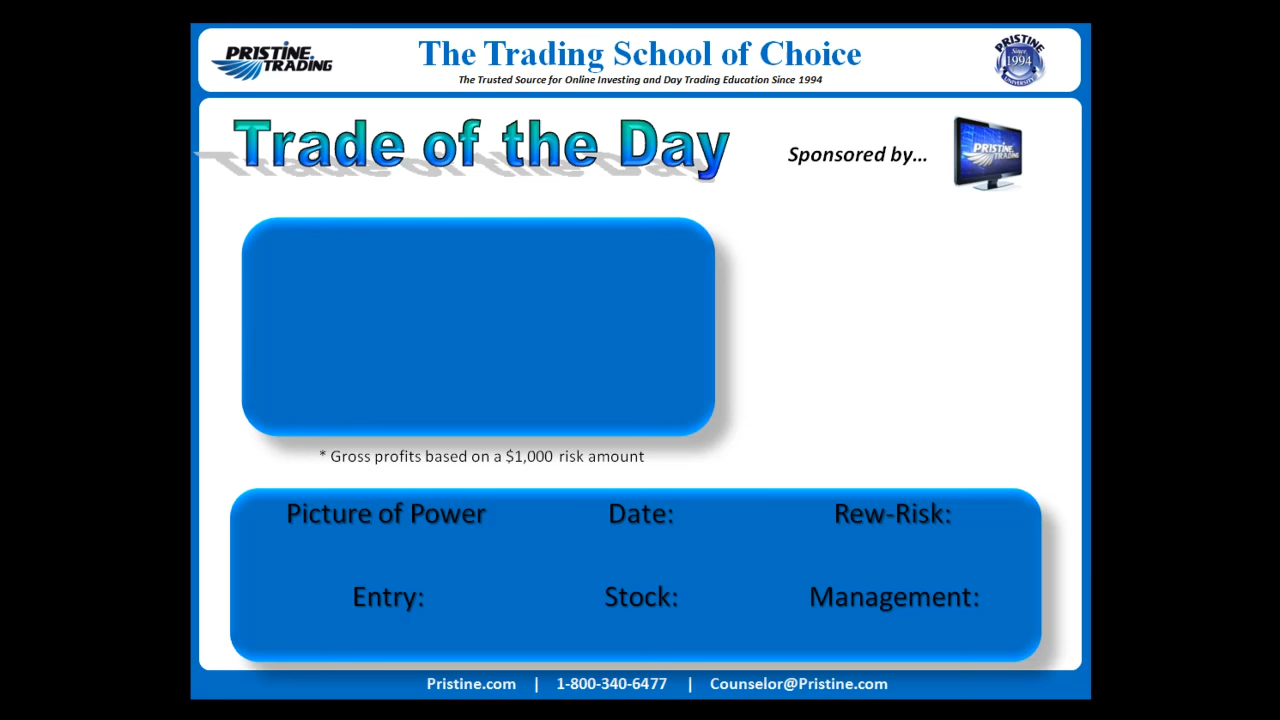 PRISTINE
TRADING
The Trading School of Choice
The Trusted Source for Online Investing and Day Trading Education Since 1994
PRISTINE
Since
1994
UNIVERSITY
Trade of the Day
Sponsored by...
PRISTINE
TRADING
* Gross profits based on a $1,000 risk amount
Picture of Power
Date:
Rew-Risk:
Entry:
Stock:
Management:
Pristine.com | 1-800-340-6477 | Counselor@Pristine.com